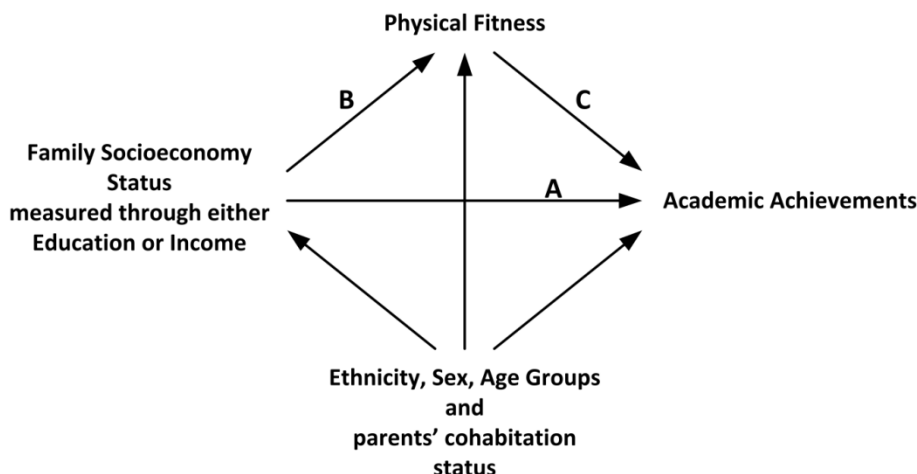 Physical Fitness
B
C
Family Socioeconomy
Status
measured through either
Education or Income
A
Academic Achievements
Ethnicity, Sex, Age Groups
and
parents' cohabitation
status